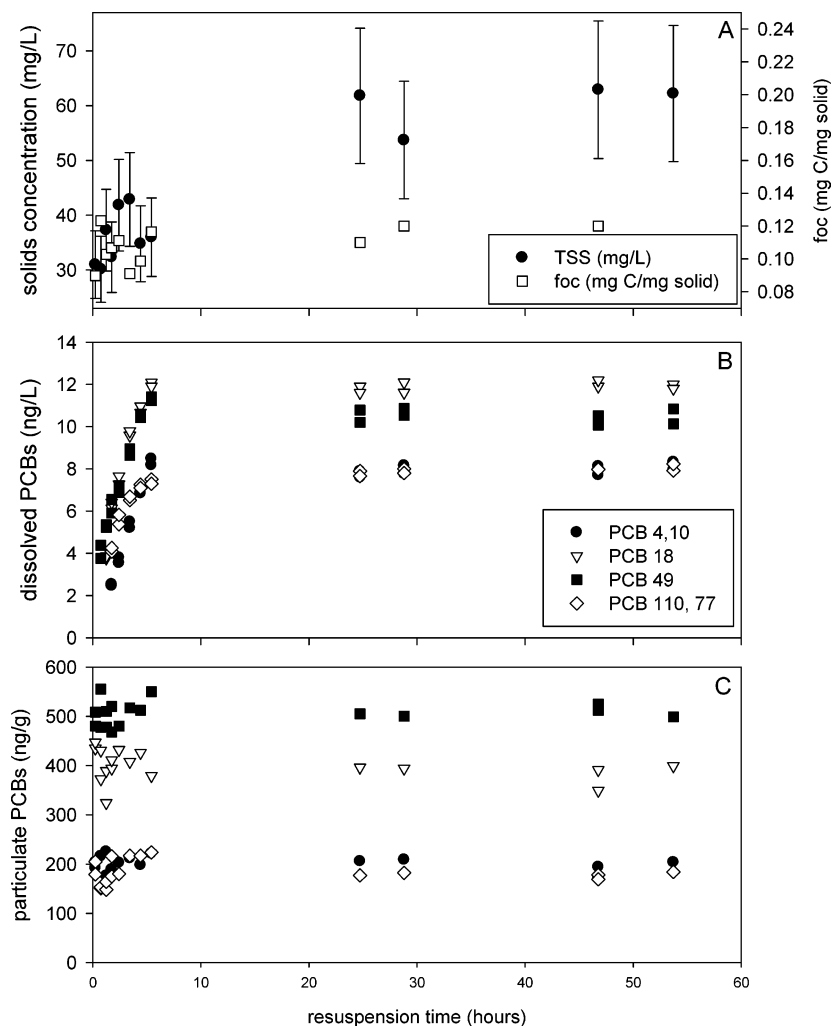 A
solids concentration (mg/L)
70
60
50
40
30
foc (mg C/mg solid)
0.24
0.22
0.20
0.18
0.16
0.14
0.12
0.10
0.08
TSS (mg/L)
foc (mg C/mg solid)
B
dissolved PCBs (ng/L)
14
12
10
8
6
4
2
0
PCB 4,10
PCB 18
PCB 49
PCB 110, 77
C
particulate PCBs (ng/g)
600
500
400
300
200
100
0
0 10 20 30 40 50 60
resuspension time (hours)